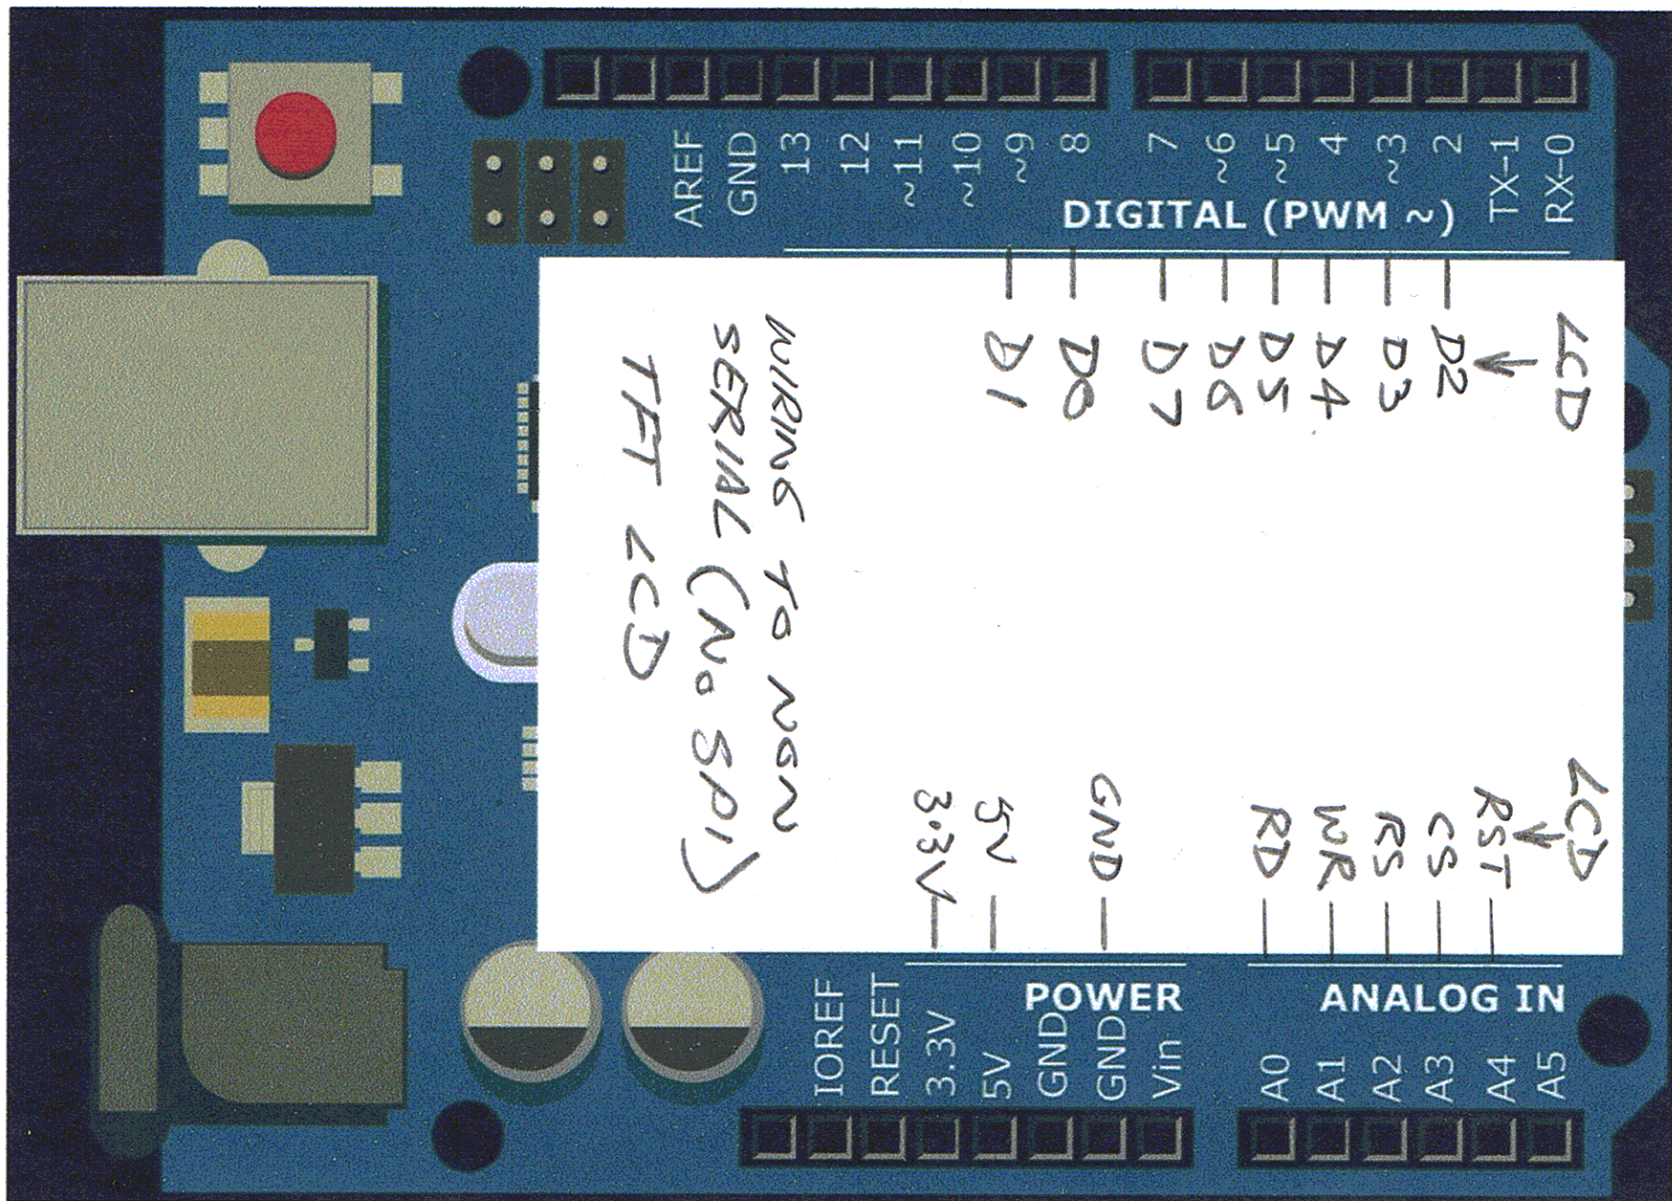 AREF
GND
13
12
~11
~10
~9
8
7
~6
~5
4
~3
2
TX-1
RX-0
DIGITAL (PWM ~)
LCD
D2
D3
D4
D5
D6
D7
D0
D1
WIRING TO NON
SERIAL (NO SPI)
TFT LCD
LCD
RST
CS
RS
WR
RD
GND
5V
3.3V
POWER
ANALOG IN
IOREF
RESET
3.3V
5V
GND
GND
Vin
A0
A1
A2
A3
A4
A5